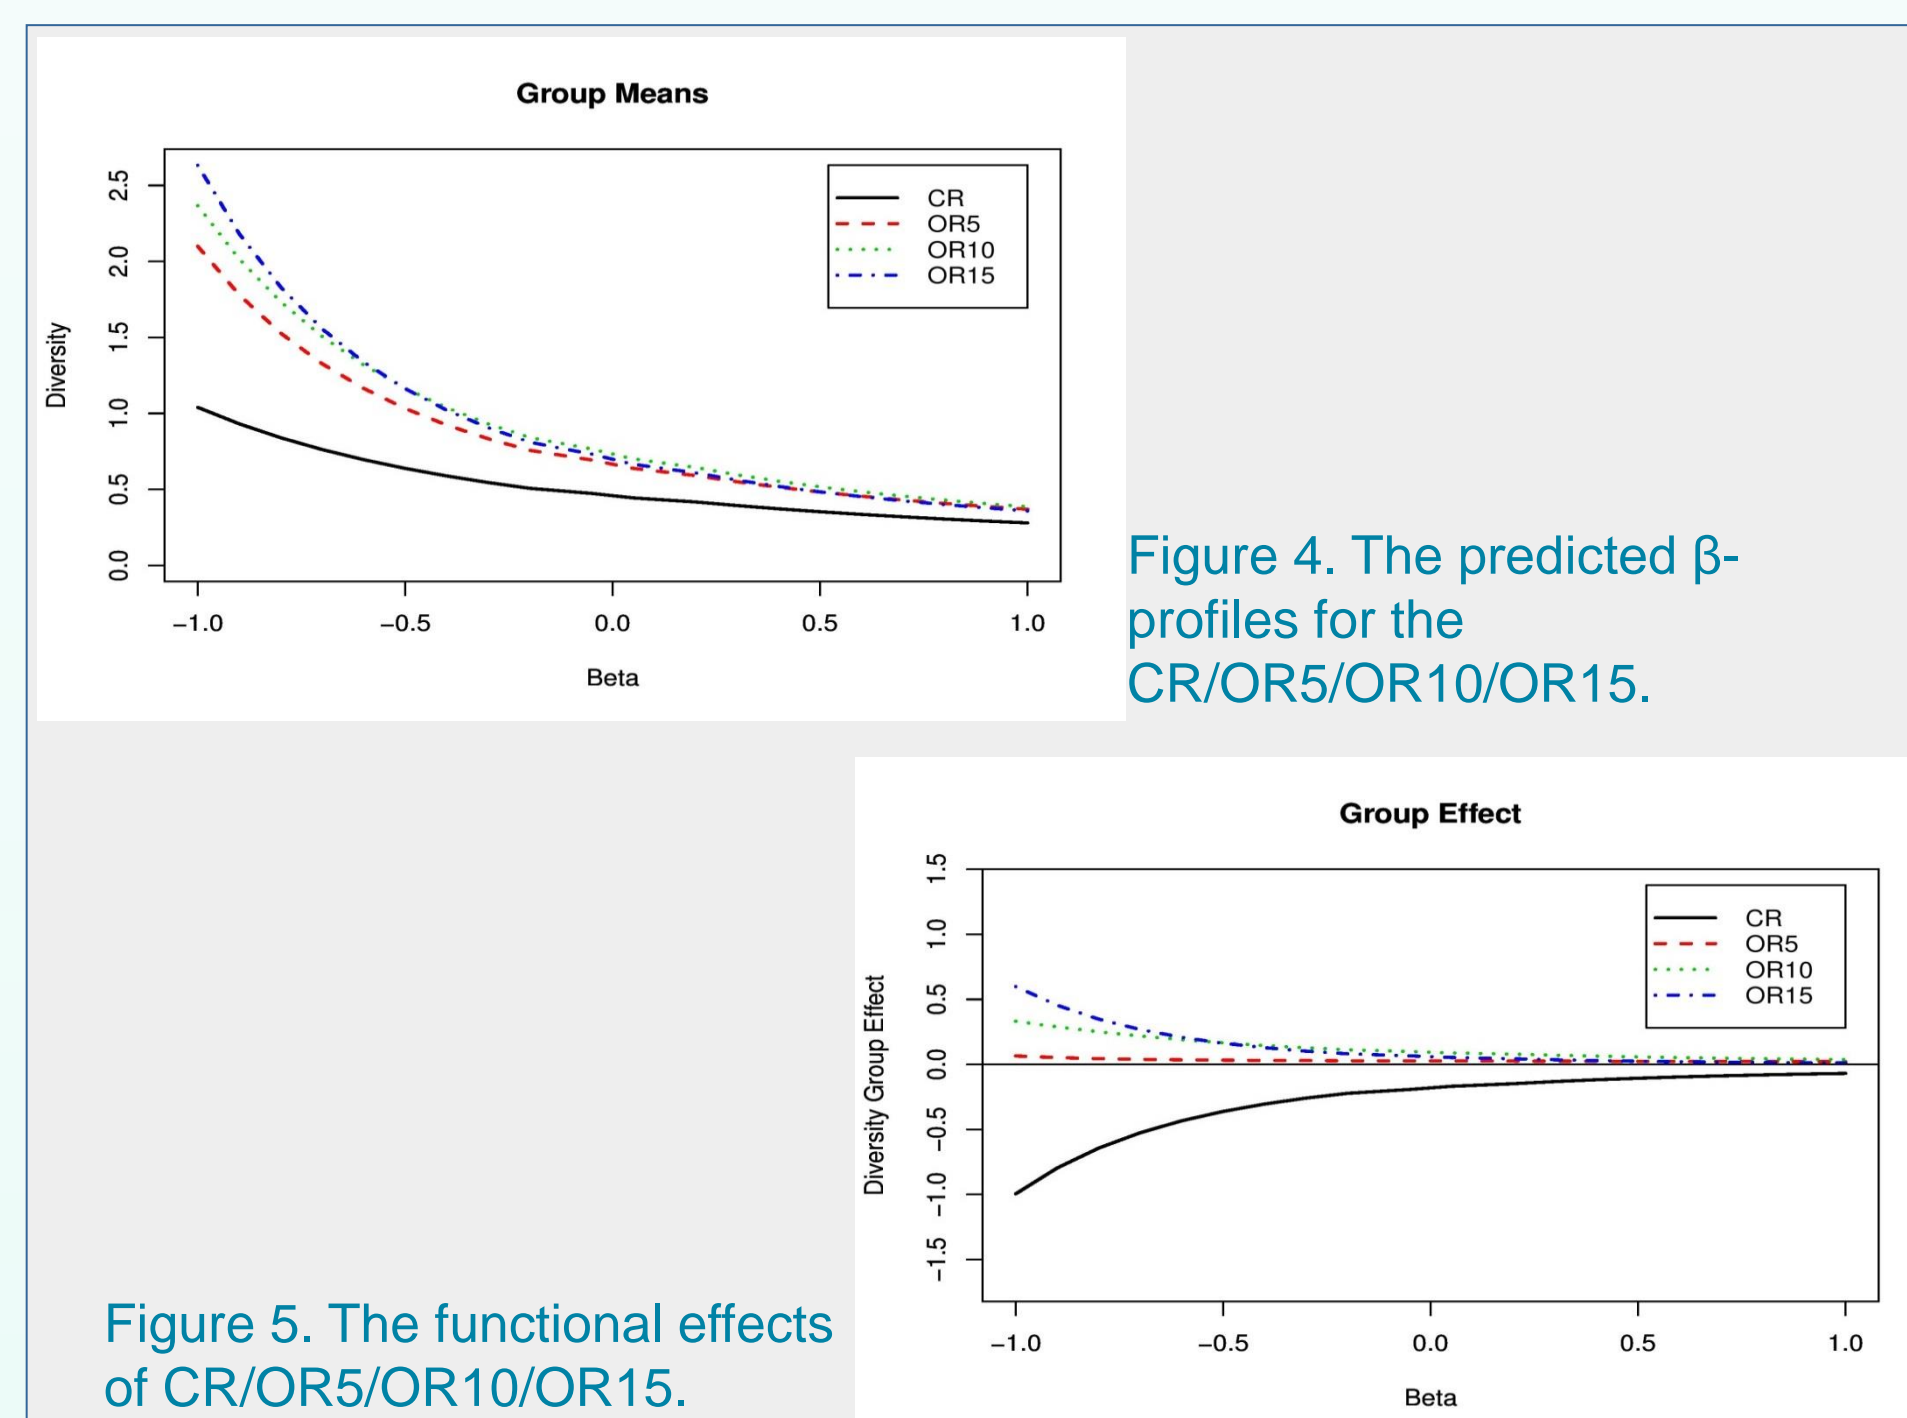 Group Means
2.5
2.0
1.5
1.0
0.5
0.0
Diversity
CR
OR5
OR10
OR15
−1.0 −0.5 0.0 0.5 1.0
Beta
Figure 4. The predicted β-
profiles for the
CR/OR5/OR10/OR15.
Group Effect
1.5
1.0
0.5
0.0
−0.5
−1.0
−1.5
Diversity Group Effect
CR
OR5
OR10
OR15
−1.0 −0.5 0.0 0.5 1.0
Beta
Figure 5. The functional effects
of CR/OR5/OR10/OR15.